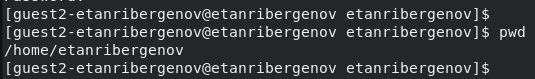 [guest2-etanribergenov@etanribergenov etanribergenov]$
[guest2-etanribergenov@etanribergenov etanribergenov]$ pwd
/home/etanribergenov
[guest2-etanribergenov@etanribergenov etanribergenov]$